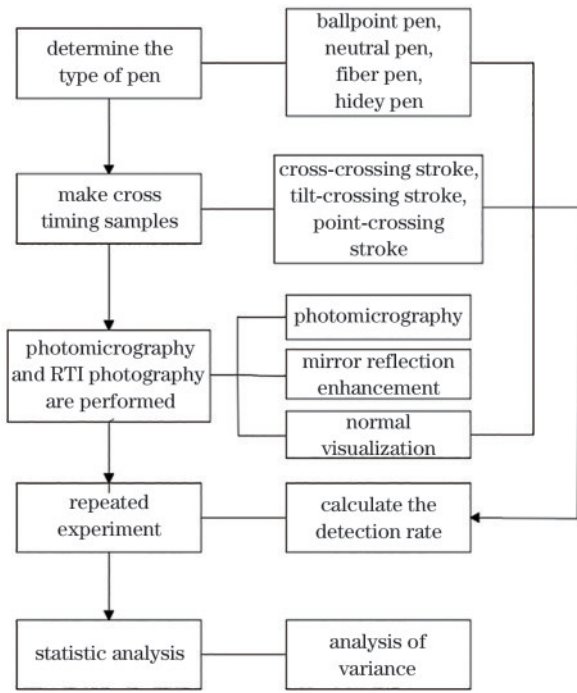 determine the
type of pen
ballpoint pen,
neutral pen,
fiber pen,
hidey pen
make cross
timing samples
cross-crossing stroke,
tilt-crossing stroke,
point-crossing
stroke
photomicrography
and RTI photography
are performed
photomicrography
mirror reflection
enhancement
normal
visualization
repeated
experiment
calculate the
detection rate
statistic analysis
analysis of
variance